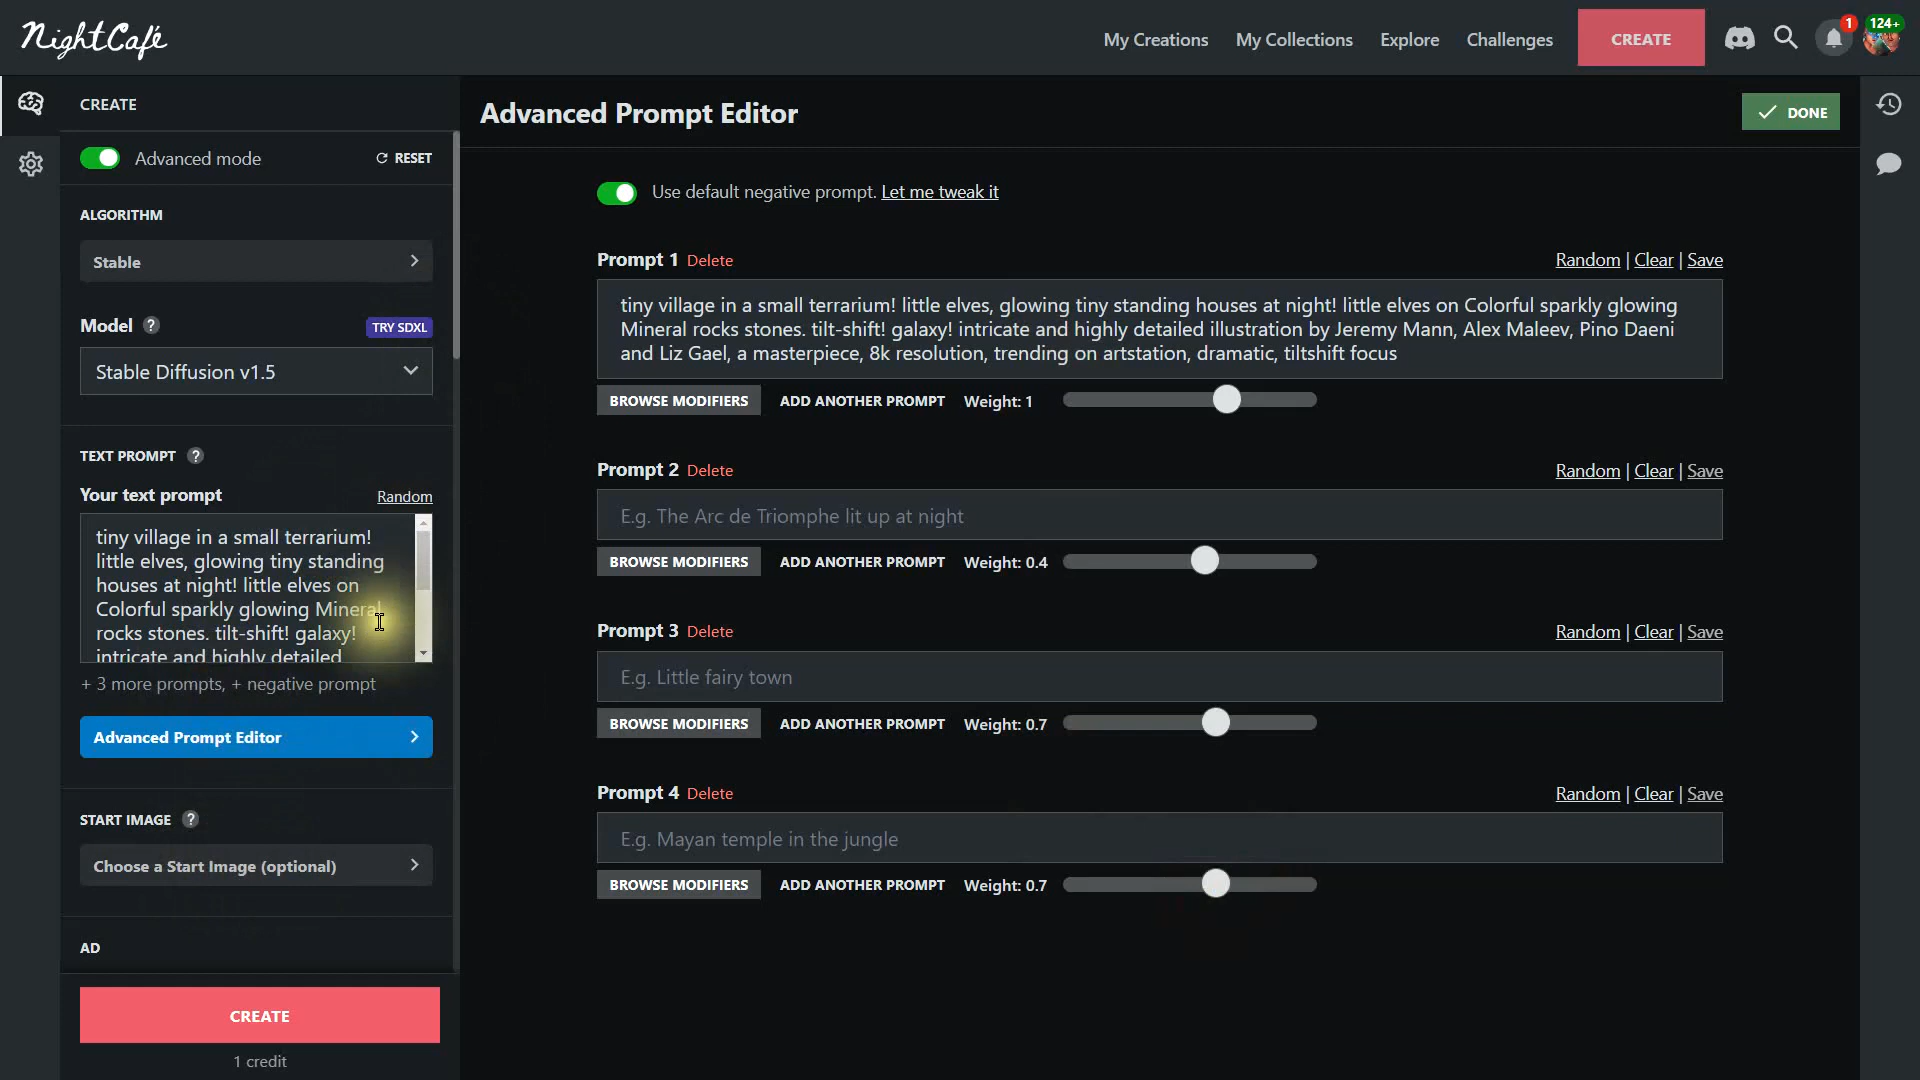 NightCafé
My Creations
My Collections
Explore
Challenges
CREATE
1
124+
CREATE
Advanced mode
RESET
ALGORITHM
Stable
Model ?
TRY SDXL
Stable Diffusion v1.5
TEXT PROMPT ?
Your text prompt
Random
tiny village in a small terrarium!
little elves, glowing tiny standing
houses at night! little elves on
Colorful sparkly glowing Mineral
rocks stones. tilt-shift! galaxy!
intricate and highly detailed
+ 3 more prompts, + negative prompt
Advanced Prompt Editor
START IMAGE ?
Choose a Start Image (optional)
AD
CREATE
1 credit
Advanced Prompt Editor
DONE
Use default negative prompt. Let me tweak it
Prompt 1 Delete
Random | Clear | Save
tiny village in a small terrarium! little elves, glowing tiny standing houses at night! little elves on Colorful sparkly glowing
Mineral rocks stones. tilt-shift! galaxy! intricate and highly detailed illustration by Jeremy Mann, Alex Maleev, Pino Daeni
and Liz Gael, a masterpiece, 8k resolution, trending on artstation, dramatic, tiltshift focus
BROWSE MODIFIERS ADD ANOTHER PROMPT Weight: 1
Prompt 2 Delete
Random | Clear | Save
E.g. The Arc de Triomphe lit up at night
BROWSE MODIFIERS ADD ANOTHER PROMPT Weight: 0.4
Prompt 3 Delete
Random | Clear | Save
E.g. Little fairy town
BROWSE MODIFIERS ADD ANOTHER PROMPT Weight: 0.7
Prompt 4 Delete
Random | Clear | Save
E.g. Mayan temple in the jungle
BROWSE MODIFIERS ADD ANOTHER PROMPT Weight: 0.7